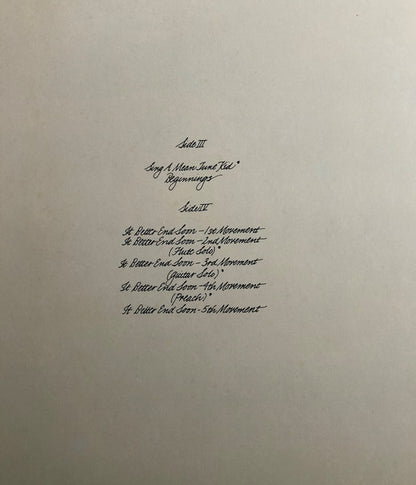 Side III
Sing A Mean Tune Kid*
Beginnings
Side IV
It Better End Soon - 1st Movement
It Better End Soon - 2nd Movement
(Flute Solo)*
It Better End Soon - 3rd Movement
(Guitar Solo)*
It Better End Soon - 4th Movement
(Preach)*
It Better End Soon - 5th Movement